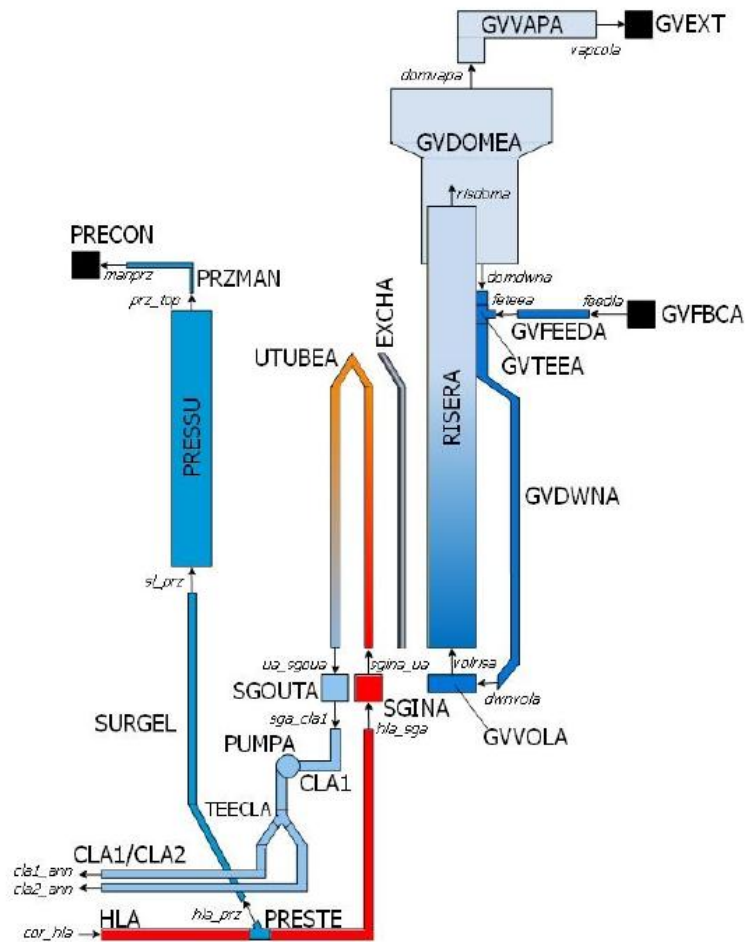 GVVAPA
GVEXT
vapcola
domvapa
GVDOMEA
risdoma
PRECON
manprz
PRZMAN
prz_top
domdwna
feteea
feedla
GVFEEDA
GVFBCA
GVTEEA
EXCHA
UTUBEA
RISERA
PRESSU
GVDWNA
sl_prz
ua_sgoua
sgina_ua
volrisa
dwnvola
SGOUTA
SGINA
GVVOLA
sga_cla1
hla_sga
SURGEL
PUMPA
CLA1
TEECLA
CLA1/CLA2
cla1_ann
cla2_ann
hla_prz
PRESTE
HLA
cor_hla